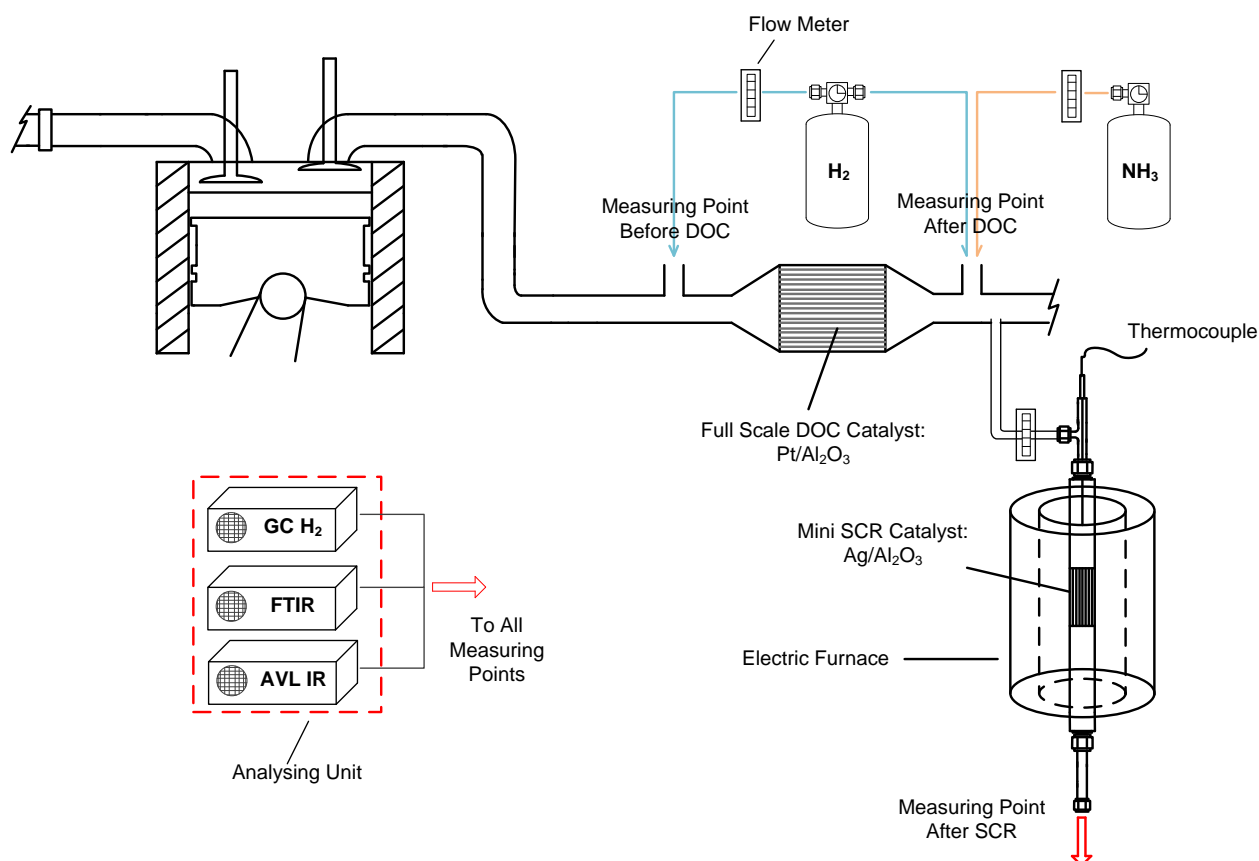 Flow Meter
H₂
NH₃
Measuring Point
Before DOC
Measuring Point
After DOC
Thermocouple
Full Scale DOC Catalyst:
Pt/Al₂O₃
GC H₂
FTIR
AVL IR
To All
Measuring
Points
Analysing Unit
Mini SCR Catalyst:
Ag/Al₂O₃
Electric Furnace
Measuring Point
After SCR